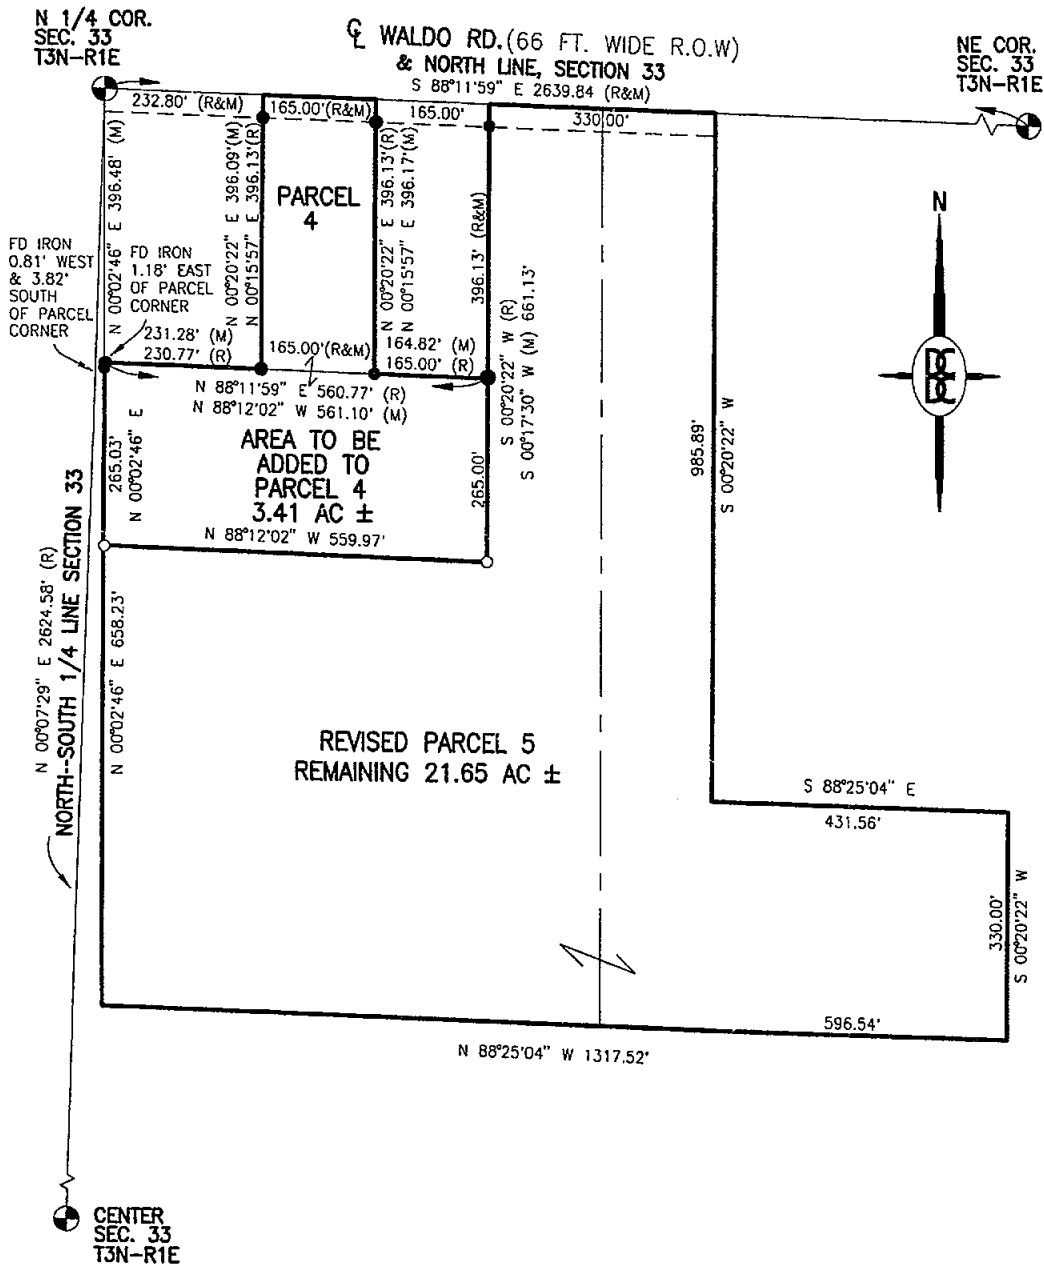 N 1/4 COR.
SEC. 33
T3N-R1E
℄ WALDO RD.(66 FT. WIDE R.O.W)
& NORTH LINE, SECTION 33
S 88°11'59" E 2639.84 (R&M)
NE COR.
SEC. 33
T3N-R1E
232.80' (R&M)
165.00'(R&M)
165.00'
330.00'
N 00°02'46" E 396.48' (M)
N 00°20'22" E 396.09'(M)
N 00°15'57" E 396.13'(R)
PARCEL
4
N 00°20'22" E 396.13'(R)
N 00°15'57" E 396.17'(M)
396.13' (R&M)
S 00°20'22" W (R)
S 00°17'30" W (M) 661.13'
N
FD IRON
0.81' WEST
& 3.82'
SOUTH
OF PARCEL
CORNER
FD IRON
1.18' EAST
OF PARCEL
CORNER
231.28' (M)
230.77' (R)
165.00'(R&M)
164.82' (M)
165.00' (R)
N 88°11'59" E 560.77' (R)
N 88°12'02" W 561.10' (M)
265.03'
N 00°02'46" E
AREA TO BE
ADDED TO
PARCEL 4
3.41 AC ±
265.00'
985.89'
S 00°20'22" W
N 88°12'02" W 559.97'
N 00°07'29" E 2624.58' (R)
NORTH--SOUTH 1/4 LINE SECTION 33
N 00°02'46" E 658.23'
REVISED PARCEL 5
REMAINING 21.65 AC ±
S 88°25'04" E
431.56'
330.00'
S 00°20'22" W
596.54'
N 88°25'04" W 1317.52'
CENTER
SEC. 33
T3N-R1E